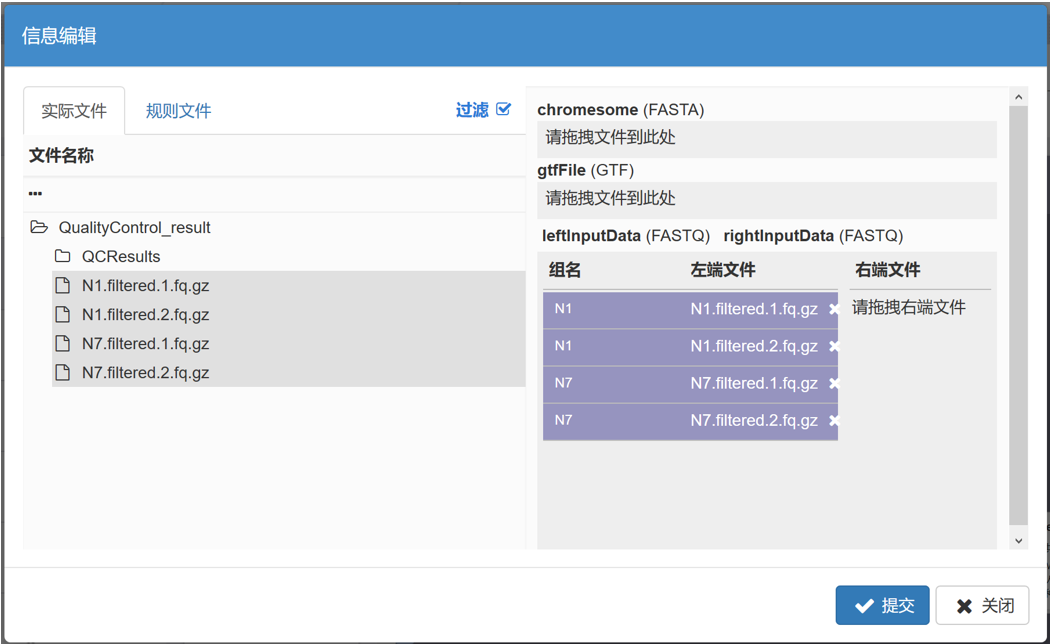 信息编辑
实际文件 规则文件 过滤
文件名称
...
QualityControl_result
QCResults
N1.filtered.1.fq.gz
N1.filtered.2.fq.gz
N7.filtered.1.fq.gz
N7.filtered.2.fq.gz
chromesome (FASTA)
请拖拽文件到此处
gtfFile (GTF)
请拖拽文件到此处
leftInputData (FASTQ) rightInputData (FASTQ)
组名 左端文件 右端文件
N1 N1.filtered.1.fq.gz 请拖拽右端文件
N1 N1.filtered.2.fq.gz
N7 N7.filtered.1.fq.gz
N7 N7.filtered.2.fq.gz
提交 关闭